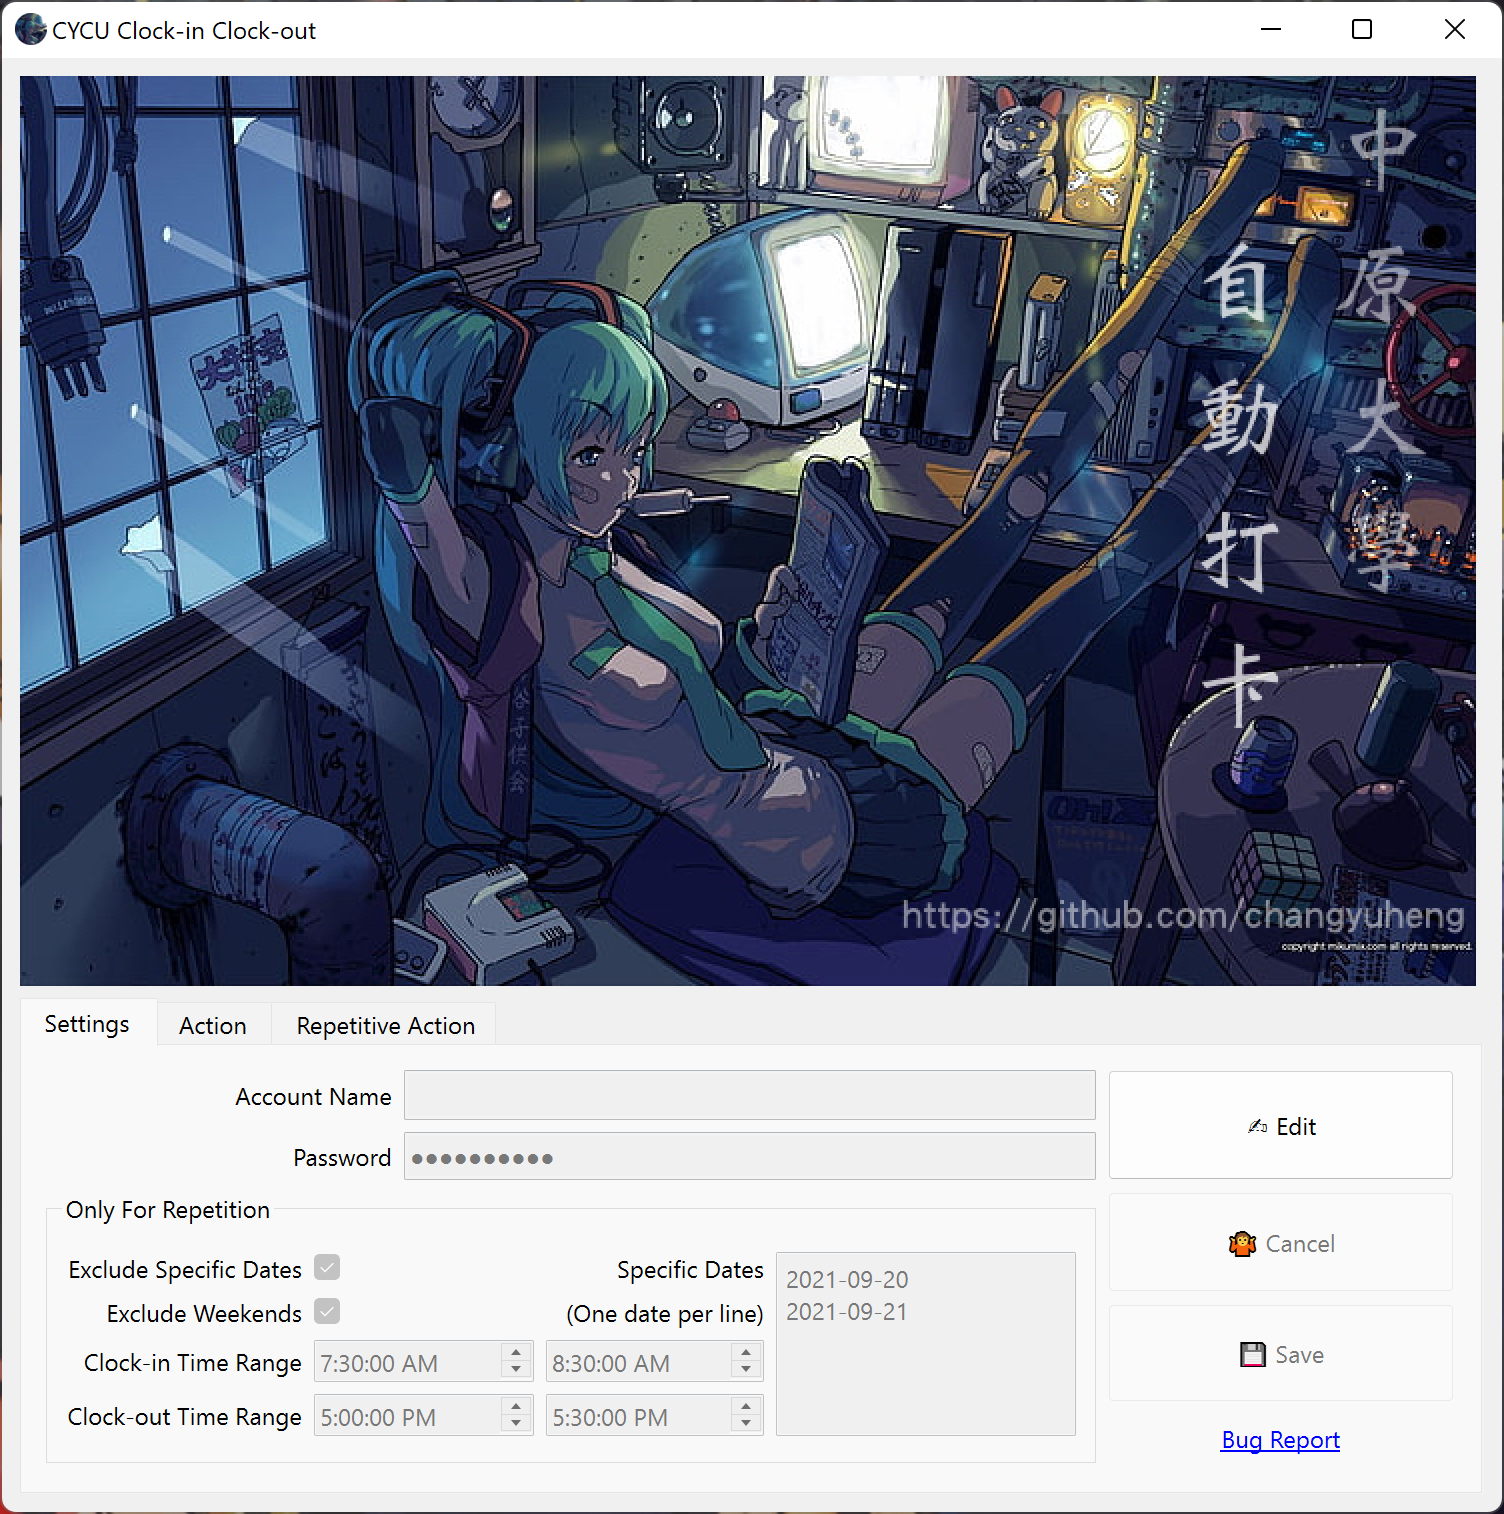 CYCU Clock-in Clock-out
中原大學
自動打卡
大特売
https://github.com/changyuheng
copyright mikumix.com all rights reserved.
Settings
Action
Repetitive Action
Account Name
Password
✍ Edit
Only For Repetition
🤷 Cancel
Exclude Specific Dates
Specific Dates
2021-09-20
Exclude Weekends
(One date per line)
2021-09-21
Clock-in Time Range
7:30:00 AM
8:30:00 AM
💾 Save
Clock-out Time Range
5:00:00 PM
5:30:00 PM
Bug Report